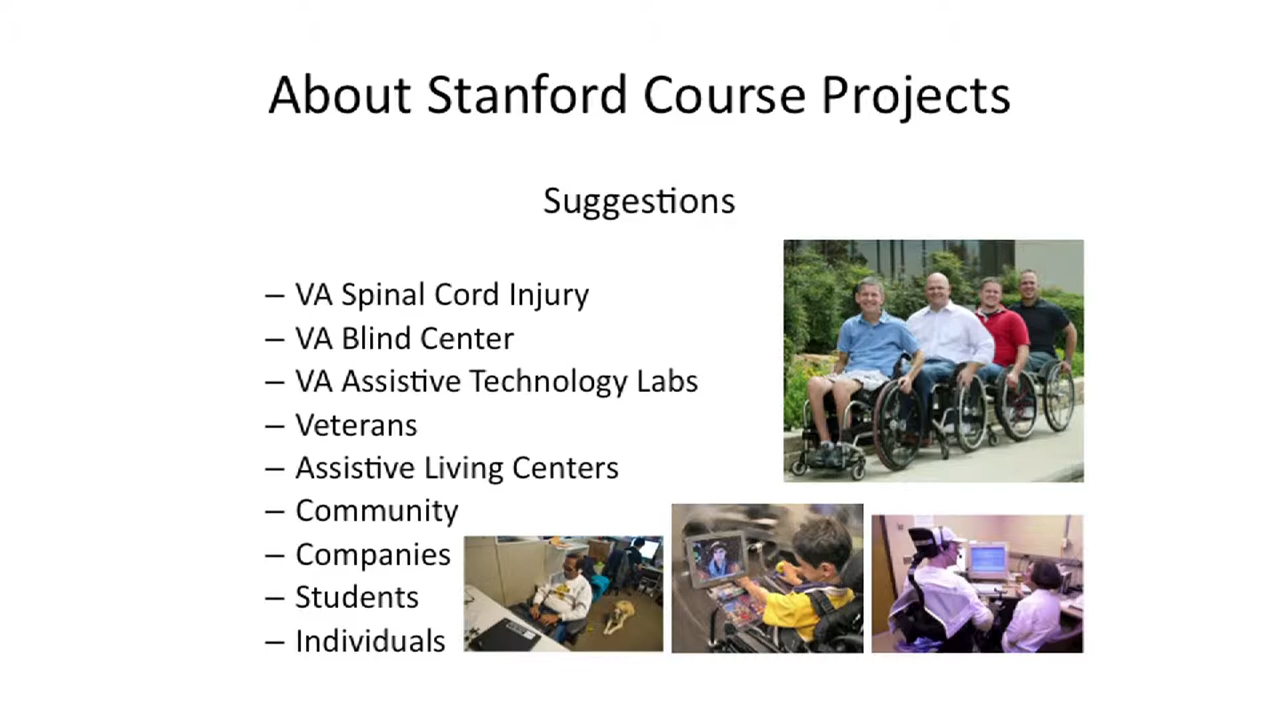 About Stanford Course Projects
Suggestions
– VA Spinal Cord Injury
– VA Blind Center
– VA Assistive Technology Labs
– Veterans
– Assistive Living Centers
– Community
– Companies
– Students
– Individuals